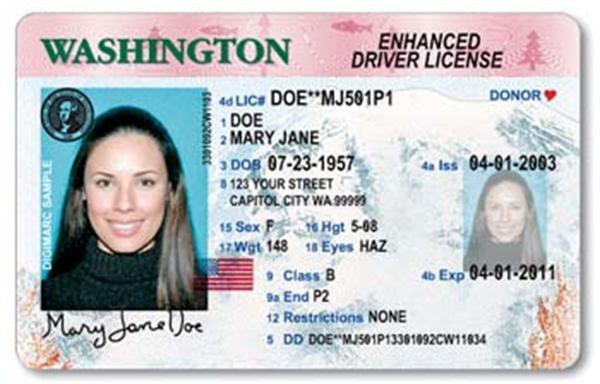 WASHINGTON
ENHANCED
DRIVER LICENSE
4d LIC# DOE**MJ501P1
DONOR
1 DOE
2 MARY JANE
3 DOB 07-23-1957
4a Iss 04-01-2003
8 123 YOUR STREET
CAPITOL CITY WA 99999
15 Sex F 16 Hgt 5-08
17 Wgt 148 18 Eyes HAZ
9 Class B
4b Exp 04-01-2011
9a End P2
12 Restrictions NONE
5 DD DOE**MJ501P13301092CW11034
DIGIMARC SAMPLE
3301092CW1103
Mary Jane Doe